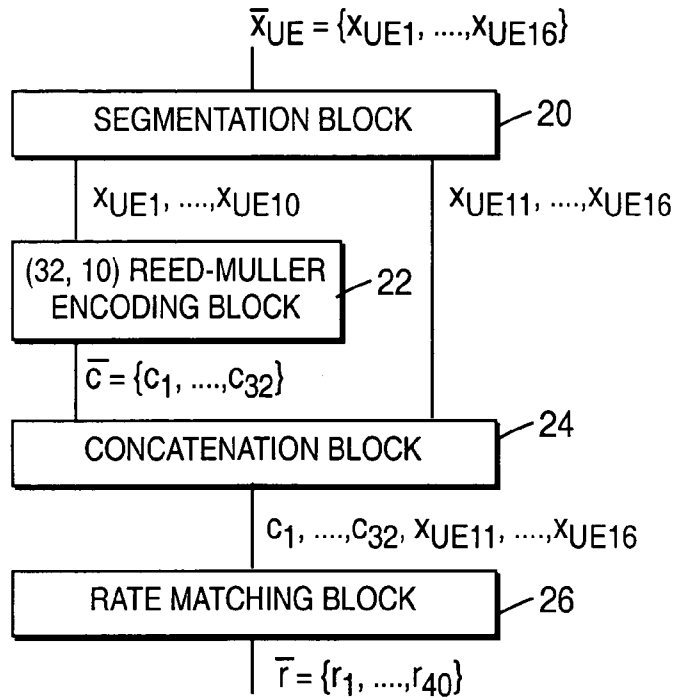 x̅UE = {xUE1, ....,xUE16}
SEGMENTATION BLOCK
20
xUE1, ....,xUE10
xUE11, ....,xUE16
(32, 10) REED-MULLER
ENCODING BLOCK
22
c̅ = {c1, ....,c32}
24
CONCATENATION BLOCK
c1, ....,c32, xUE11, ....,xUE16
RATE MATCHING BLOCK
26
r̅ = {r1, ....,r40}